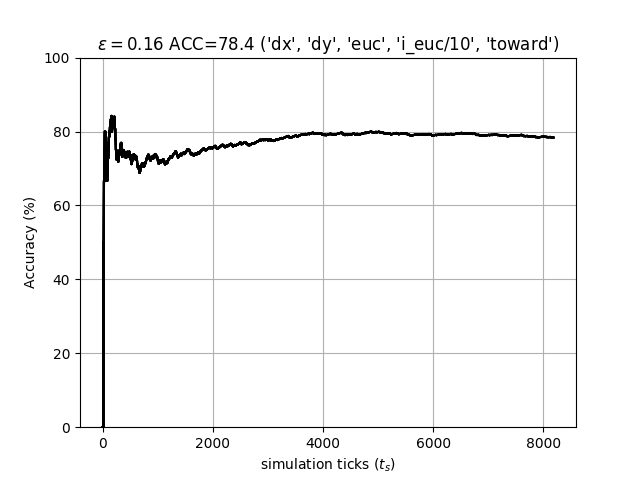 ε = 0.16 ACC=78.4 ('dx', 'dy', 'euc', 'i_euc/10', 'toward')
100
80
60
40
20
0
Accuracy (%)
0 2000 4000 6000 8000
simulation ticks (tₛ)